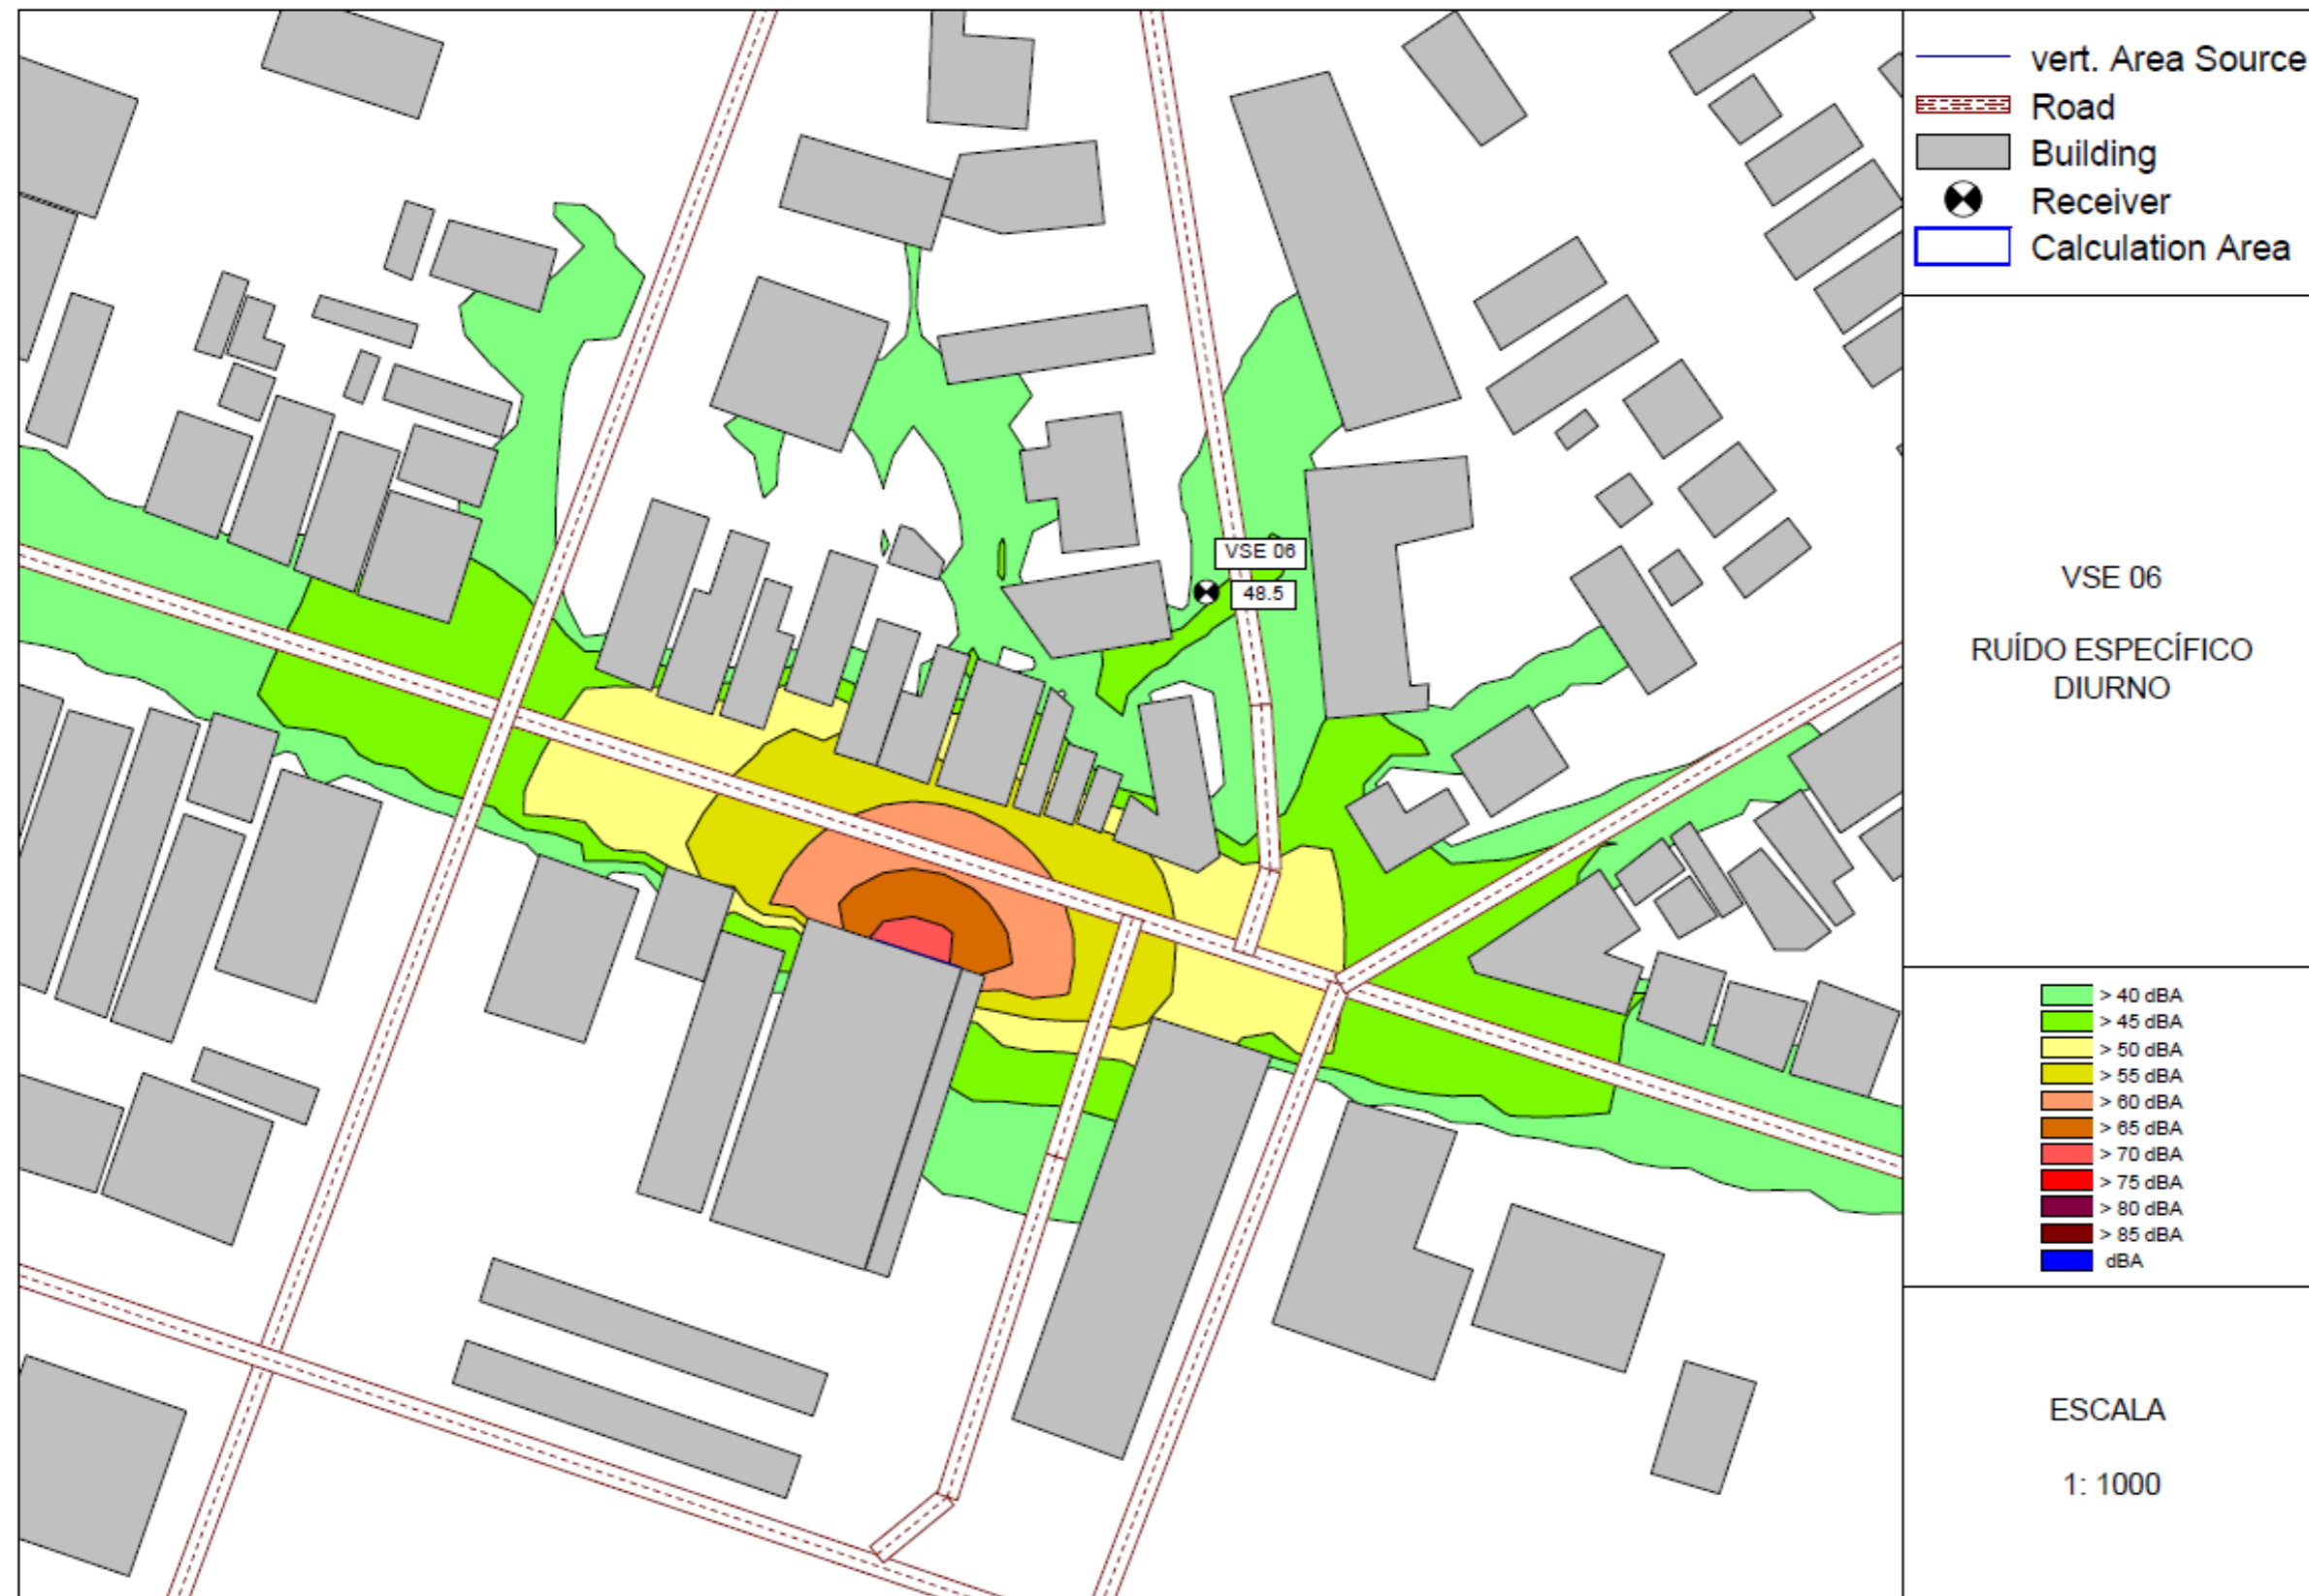 vert. Area Source
Road
Building
Receiver
Calculation Area
VSE 06
48.5
VSE 06
RUÍDO ESPECÍFICO
DIURNO
> 40 dBA
> 45 dBA
> 50 dBA
> 55 dBA
> 60 dBA
> 65 dBA
> 70 dBA
> 75 dBA
> 80 dBA
> 85 dBA
dBA
ESCALA
1: 1000